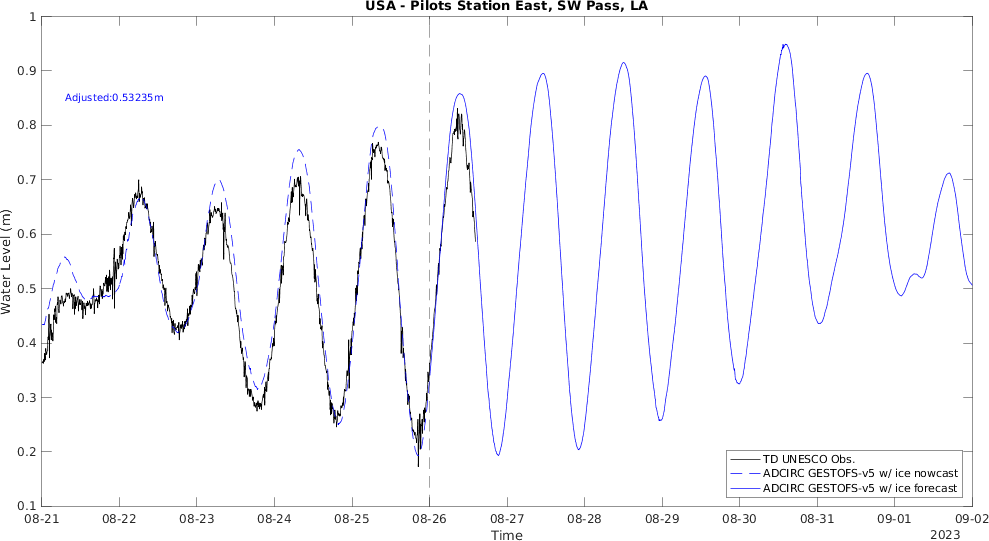 USA - Pilots Station East, SW Pass, LA
1
0.9
0.8
0.7
0.6
0.5
0.4
0.3
0.2
0.1
Water Level (m)
Adjusted:0.53235m
TD UNESCO Obs.
ADCIRC GESTOFS-v5 w/ ice nowcast
ADCIRC GESTOFS-v5 w/ ice forecast
08-21 08-22 08-23 08-24 08-25 08-26 08-27 08-28 08-29 08-30 08-31 09-01 09-02
Time
2023